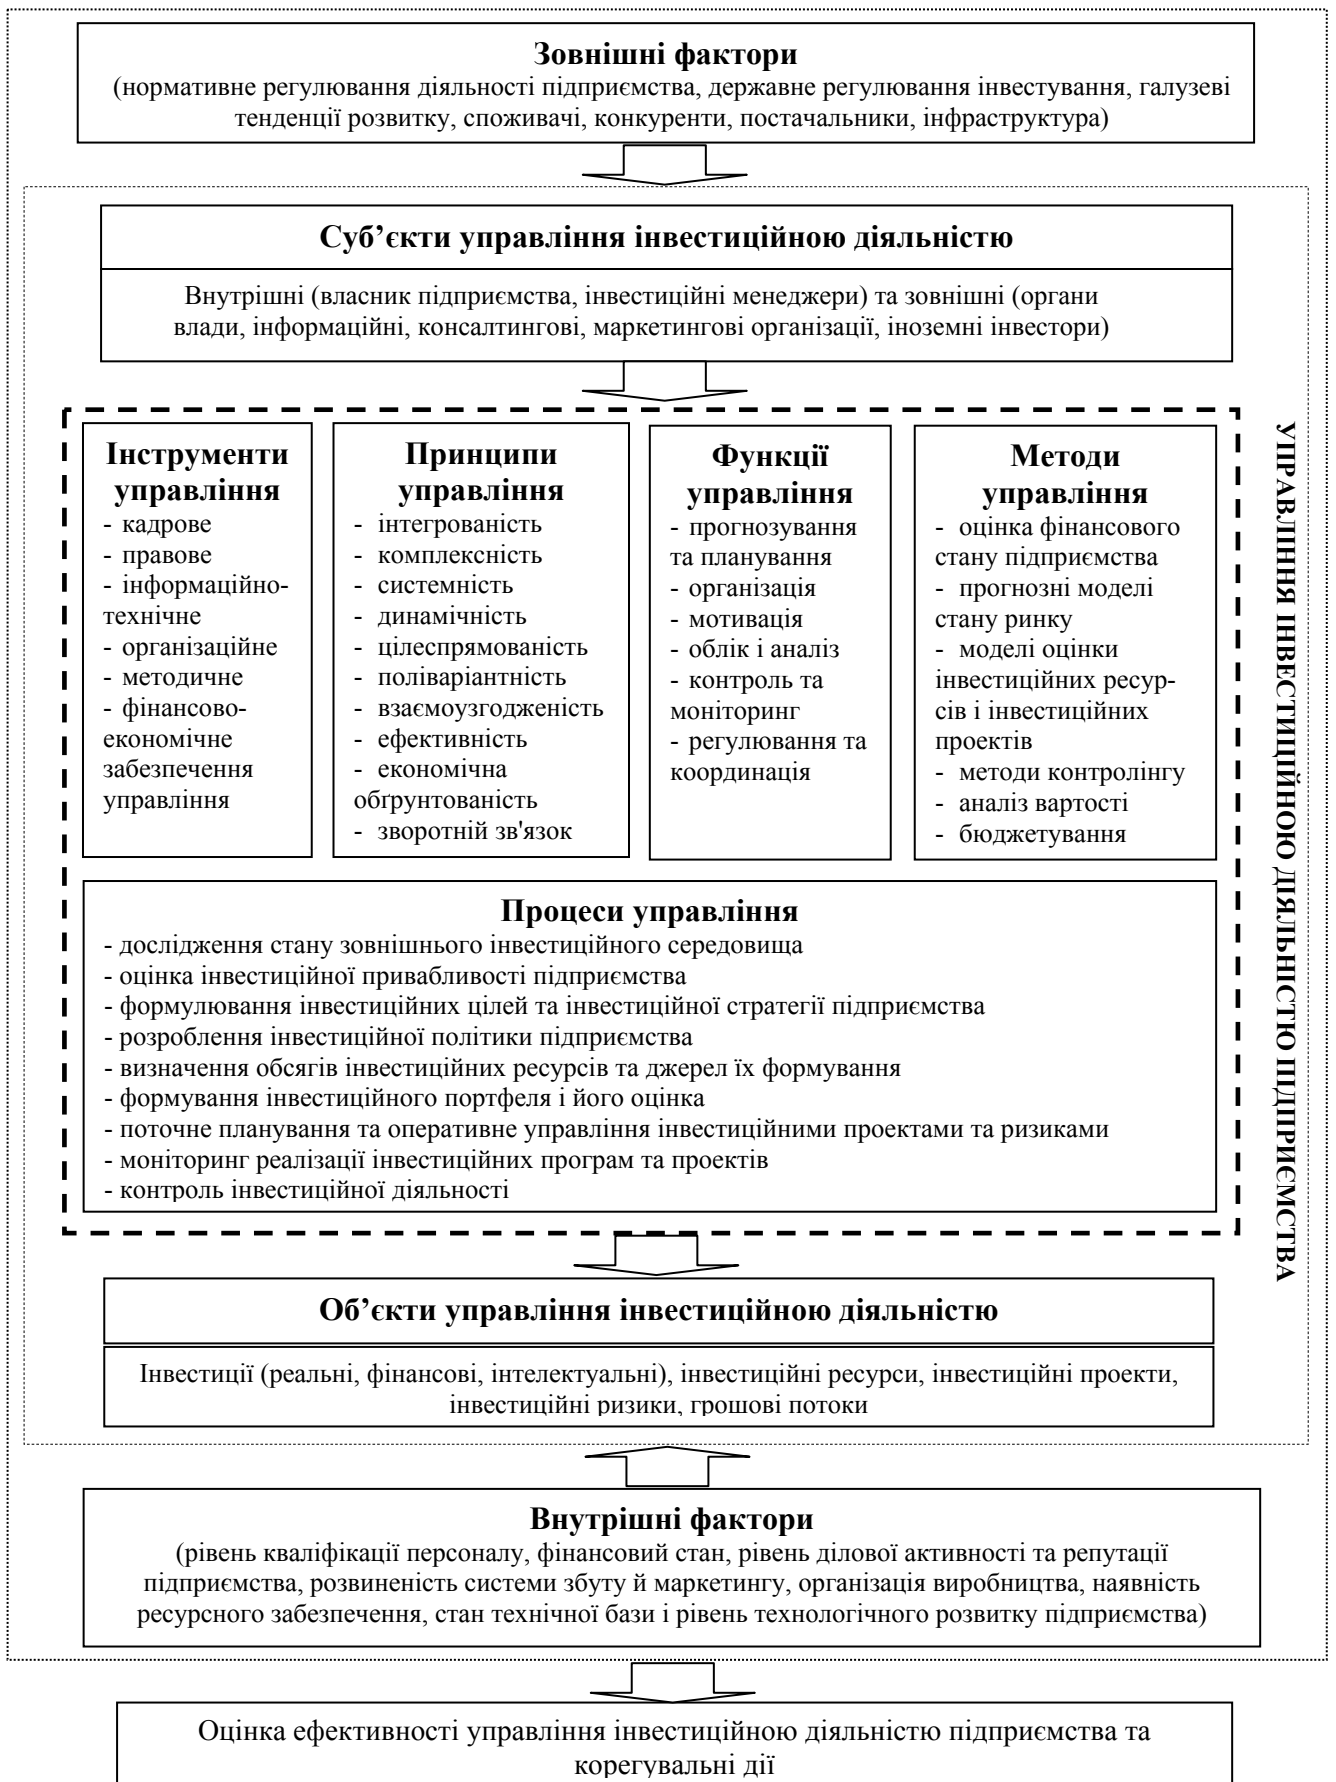 Зовнішні фактори
(нормативне регулювання діяльності підприємства, державне регулювання інвестування, галузеві
тенденції розвитку, споживачі, конкуренти, постачальники, інфраструктура)
Суб’єкти управління інвестиційною діяльністю
Внутрішні (власник підприємства, інвестиційні менеджери) та зовнішні (органи
влади, інформаційні, консалтингові, маркетингові організації, іноземні інвестори)
Інструменти
управління
- кадрове
- правове
- інформаційно-
технічне
- організаційне
- методичне
- фінансово-
економічне
забезпечення
управління
Принципи
управління
- інтегрованість
- комплексність
- системність
- динамічність
- цілеспрямованість
- поліваріантність
- взаємоузгодженість
- ефективність
- економічна
обґрунтованість
- зворотній зв'язок
Функції
управління
- прогнозування
та планування
- організація
- мотивація
- облік і аналіз
- контроль та
моніторинг
- регулювання та
координація
Методи
управління
- оцінка фінансового
стану підприємства
- прогнозні моделі
стану ринку
- моделі оцінки
інвестиційних ресур-
сів і інвестиційних
проектів
- методи контролінгу
- аналіз вартості
- бюджетування
УПРАВЛІННЯ ІНВЕСТИЦІЙНОЮ ДІЯЛЬНІСТЮ ПІДПРИЄМСТВА
Процеси управління
- дослідження стану зовнішнього інвестиційного середовища
- оцінка інвестиційної привабливості підприємства
- формулювання інвестиційних цілей та інвестиційної стратегії підприємства
- розроблення інвестиційної політики підприємства
- визначення обсягів інвестиційних ресурсів та джерел їх формування
- формування інвестиційного портфеля і його оцінка
- поточне планування та оперативне управління інвестиційними проектами та ризиками
- моніторинг реалізації інвестиційних програм та проектів
- контроль інвестиційної діяльності
Об’єкти управління інвестиційною діяльністю
Інвестиції (реальні, фінансові, інтелектуальні), інвестиційні ресурси, інвестиційні проекти,
інвестиційні ризики, грошові потоки
Внутрішні фактори
(рівень кваліфікації персоналу, фінансовий стан, рівень ділової активності та репутації
підприємства, розвиненість системи збуту й маркетингу, організація виробництва, наявність
ресурсного забезпечення, стан технічної бази і рівень технологічного розвитку підприємства)
Оцінка ефективності управління інвестиційною діяльністю підприємства та
корегувальні дії